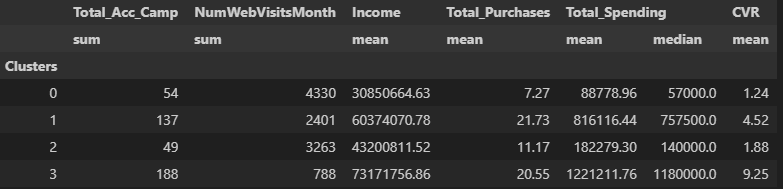 Total_Acc_Camp NumWebVisitsMonth Income Total_Purchases Total_Spending CVR
sum sum mean mean mean median mean
Clusters
0 54 4330 30850664.63 7.27 88778.96 57000.0 1.24
1 137 2401 60374070.78 21.73 816116.44 757500.0 4.52
2 49 3263 43200811.52 11.17 182279.30 140000.0 1.88
3 188 788 73171756.86 20.55 1221211.76 1180000.0 9.25